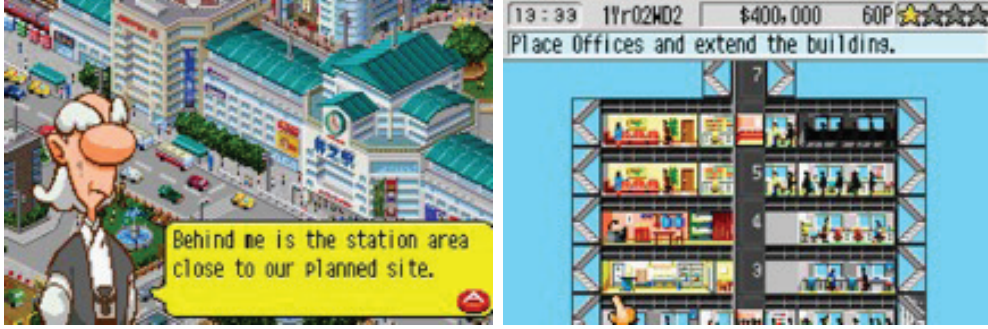 Behind me is the station area
close to our planned site.
13:33 1Yr02WD2 $400,000 60P
Place Offices and extend the building.
7
5
4
3